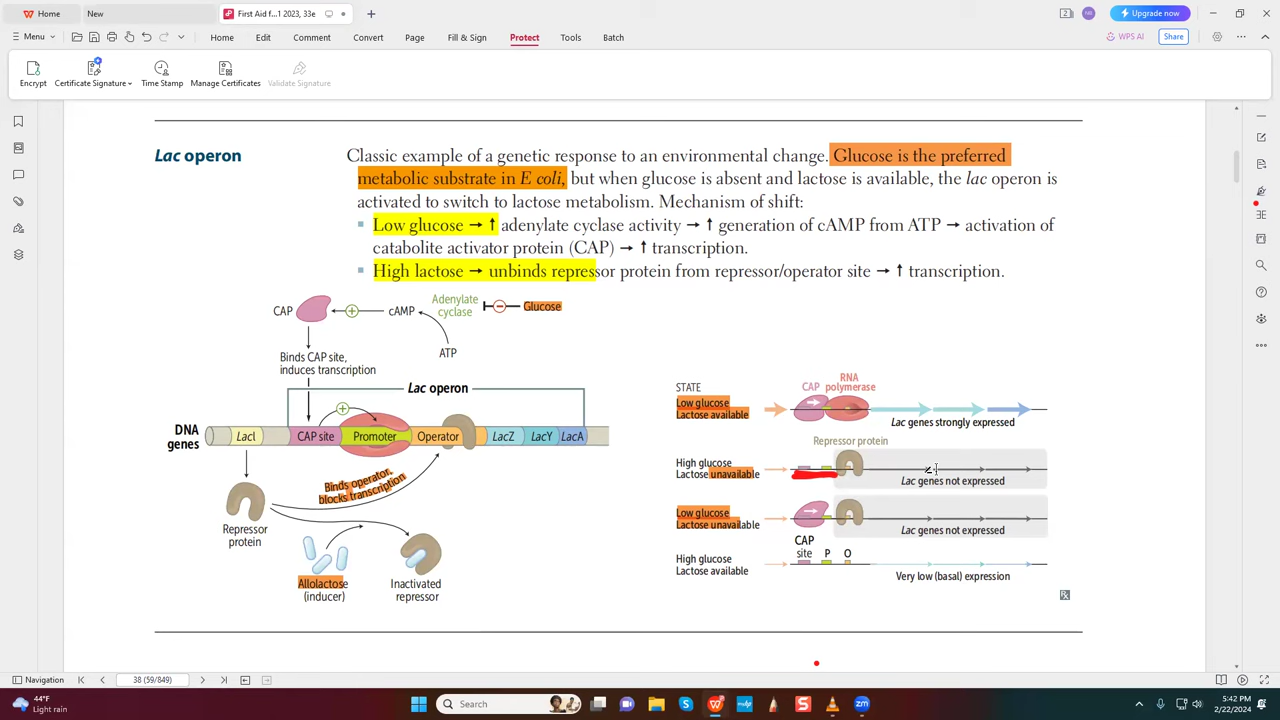 Home
New
First Aid f...1 2023, 33e
2
Upgrade now
Menu
Home
Edit
Comment
Convert
Page
Fill & Sign
Protect
Tools
Batch
WPS AI
Share
Encrypt
Certificate Signature
Time Stamp
Manage Certificates
Validate Signature
Lac operon
Classic example of a genetic response to an environmental change. Glucose is the preferred
metabolic substrate in E coli, but when glucose is absent and lactose is available, the lac operon is
activated to switch to lactose metabolism. Mechanism of shift:
Low glucose → ↑ adenylate cyclase activity → ↑ generation of cAMP from ATP → activation of
catabolite activator protein (CAP) → ↑ transcription.
High lactose → unbinds repressor protein from repressor/operator site → ↑ transcription.
CAP
cAMP
Adenylate
cyclase
Glucose
ATP
Binds CAP site,
induces transcription
Lac operon
DNA
genes
LacI
CAP site
Promoter
Operator
LacZ
LacY
LacA
Binds operator,
blocks transcription
Repressor
protein
Allolactose
(inducer)
Inactivated
repressor
STATE
CAP
RNA
polymerase
Low glucose
Lactose available
Lac genes strongly expressed
Repressor protein
High glucose
Lactose unavailable
Lac genes not expressed
Low glucose
Lactose unavailable
Lac genes not expressed
CAP
site
P
O
High glucose
Lactose available
Very low (basal) expression
Navigation
38 (59/849)
44°F
Light rain
Search
5:42 PM
2/22/2024